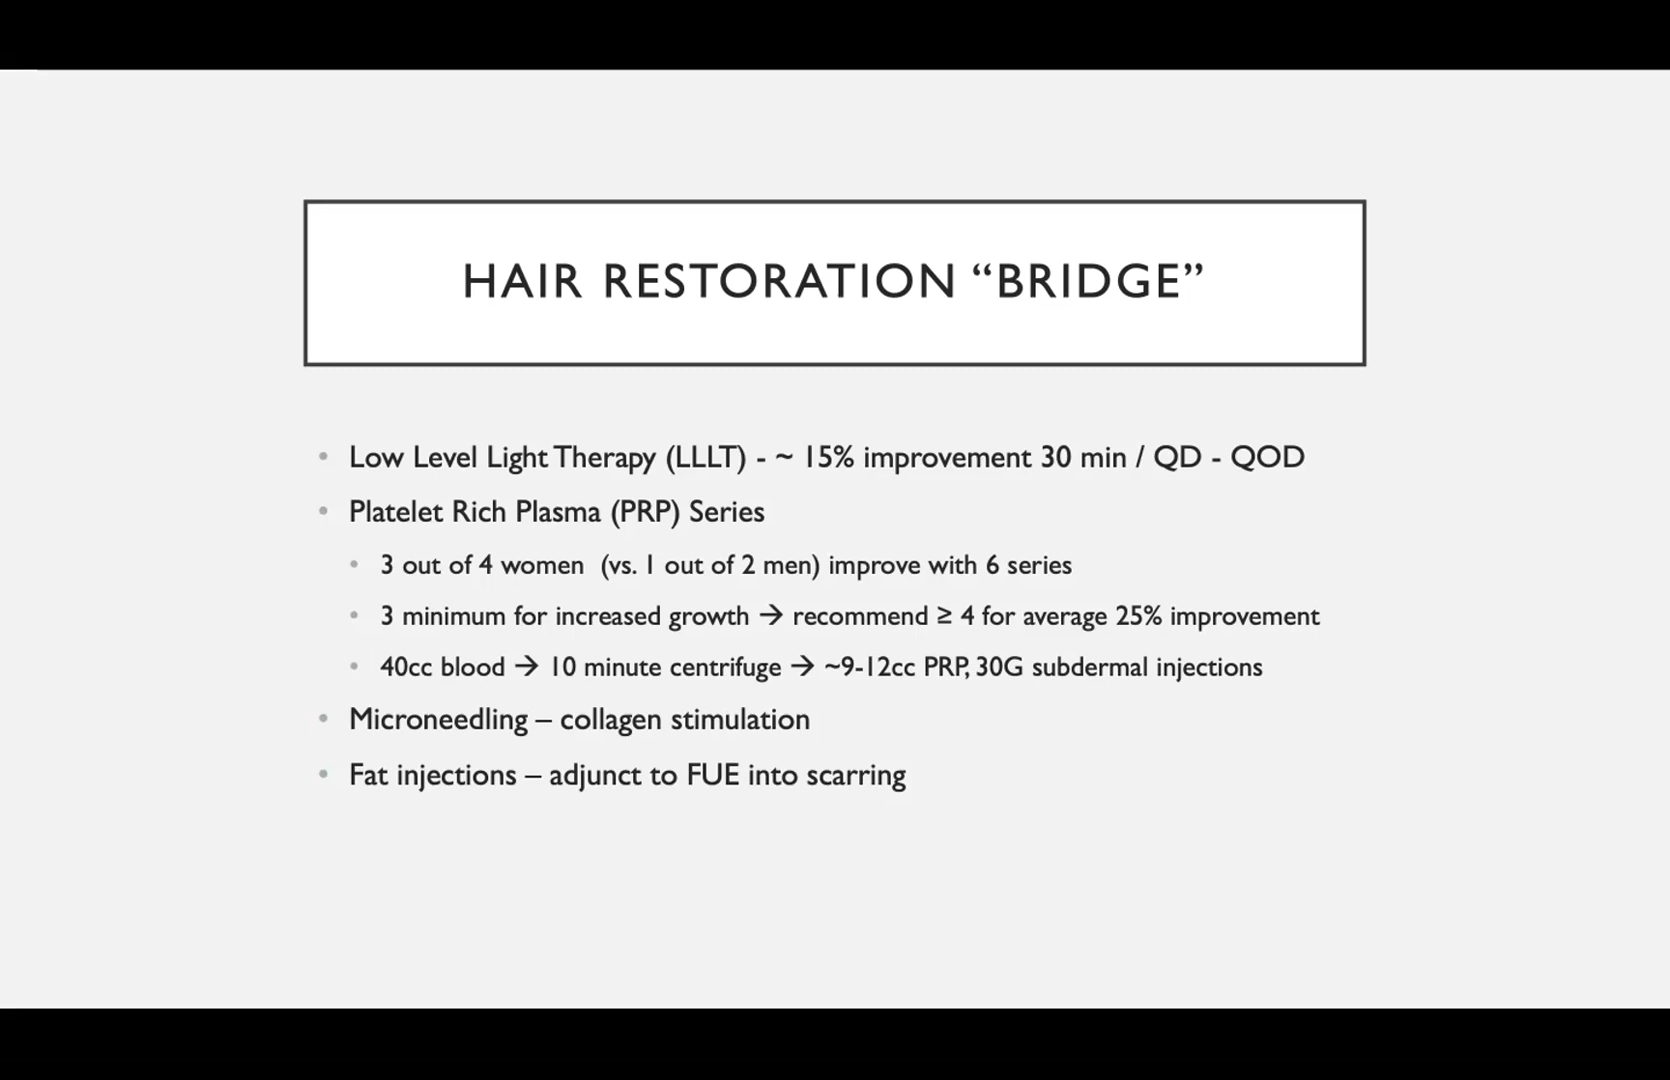 HAIR RESTORATION “BRIDGE”
• Low Level Light Therapy (LLLT) - ~ 15% improvement 30 min / QD - QOD
• Platelet Rich Plasma (PRP) Series
• 3 out of 4 women (vs. 1 out of 2 men) improve with 6 series
• 3 minimum for increased growth → recommend ≥ 4 for average 25% improvement
• 40cc blood → 10 minute centrifuge → ~9-12cc PRP, 30G subdermal injections
• Microneedling – collagen stimulation
• Fat injections – adjunct to FUE into scarring